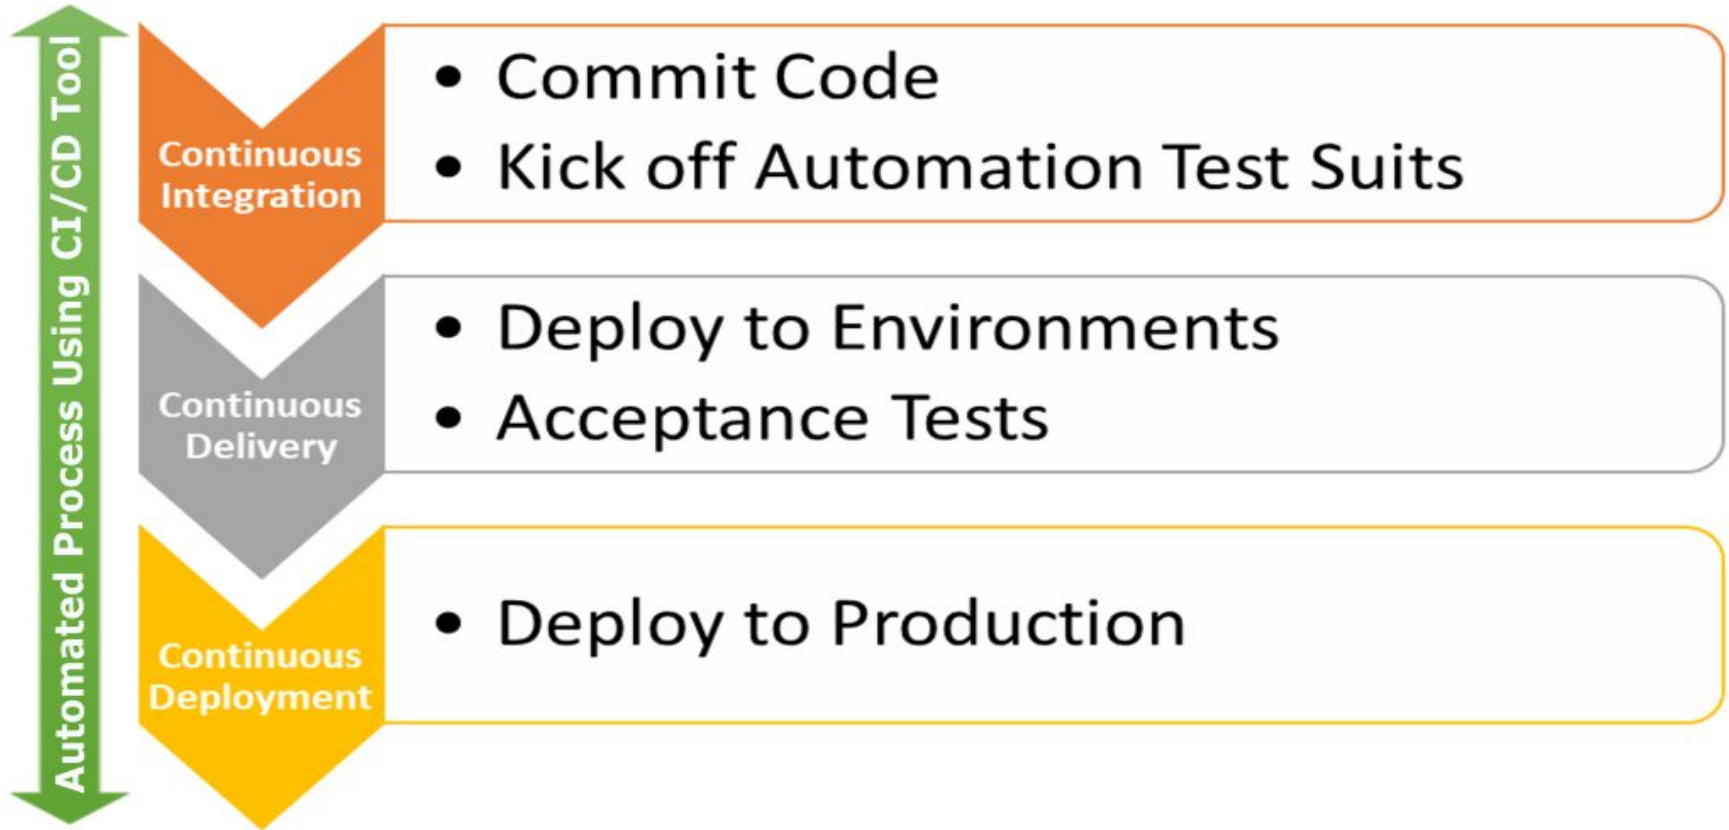 Automated Process Using CI/CD Tool
Continuous
Integration
• Commit Code
• Kick off Automation Test Suits
Continuous
Delivery
• Deploy to Environments
• Acceptance Tests
Continuous
Deployment
• Deploy to Production